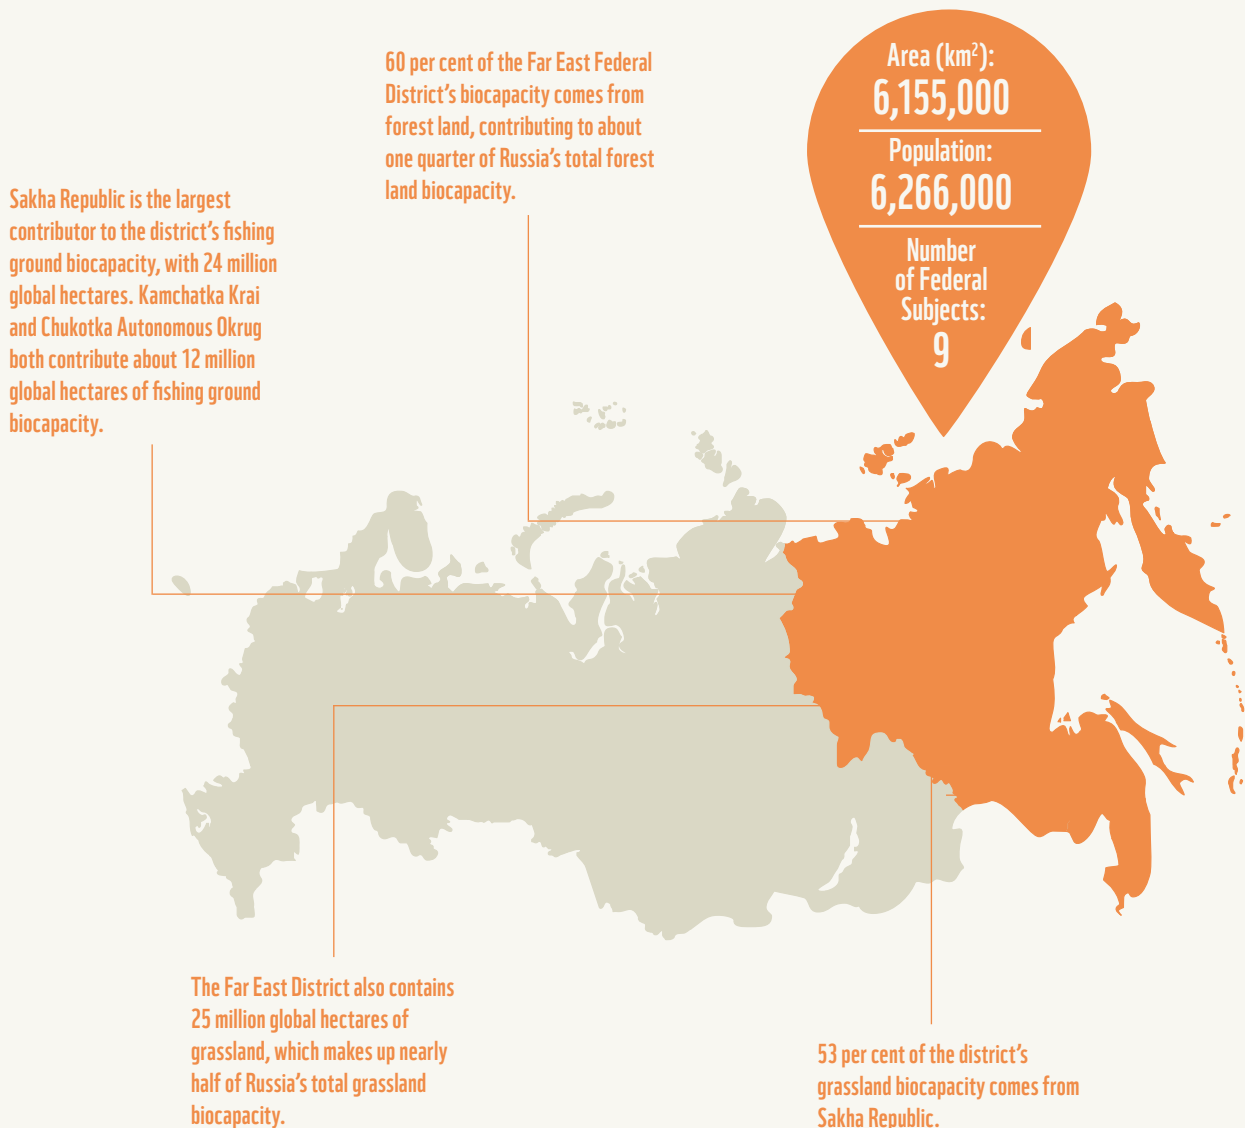 60 per cent of the Far East Federal
District's biocapacity comes from
forest land, contributing to about
one quarter of Russia's total forest
land biocapacity.
Area (km²):
6,155,000
Population:
6,266,000
Number
of Federal
Subjects:
9
Sakha Republic is the largest
contributor to the district's fishing
ground biocapacity, with 24 million
global hectares. Kamchatka Krai
and Chukotka Autonomous Okrug
both contribute about 12 million
global hectares of fishing ground
biocapacity.
The Far East District also contains
25 million global hectares of
grassland, which makes up nearly
half of Russia's total grassland
biocapacity.
53 per cent of the district's
grassland biocapacity comes from
Sakha Republic.